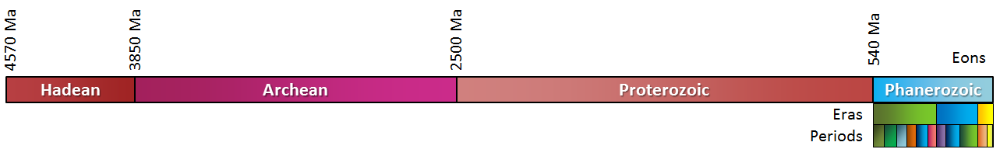 4570 Ma
3850 Ma
2500 Ma
540 Ma
Eons
Hadean
Archean
Proterozoic
Phanerozoic
Eras
Periods